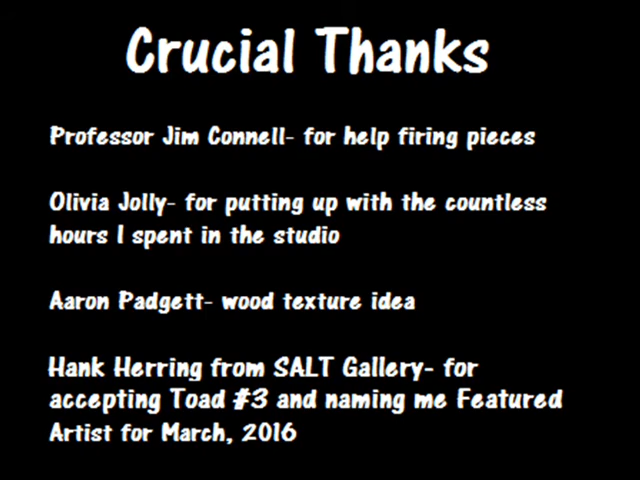 Crucial Thanks
Professor Jim Connell- for help firing pieces
Olivia Jolly- for putting up with the countless
hours I spent in the studio
Aaron Padgett- wood texture idea
Hank Herring from SALT Gallery- for
accepting Toad #3 and naming me Featured
Artist for March, 2016